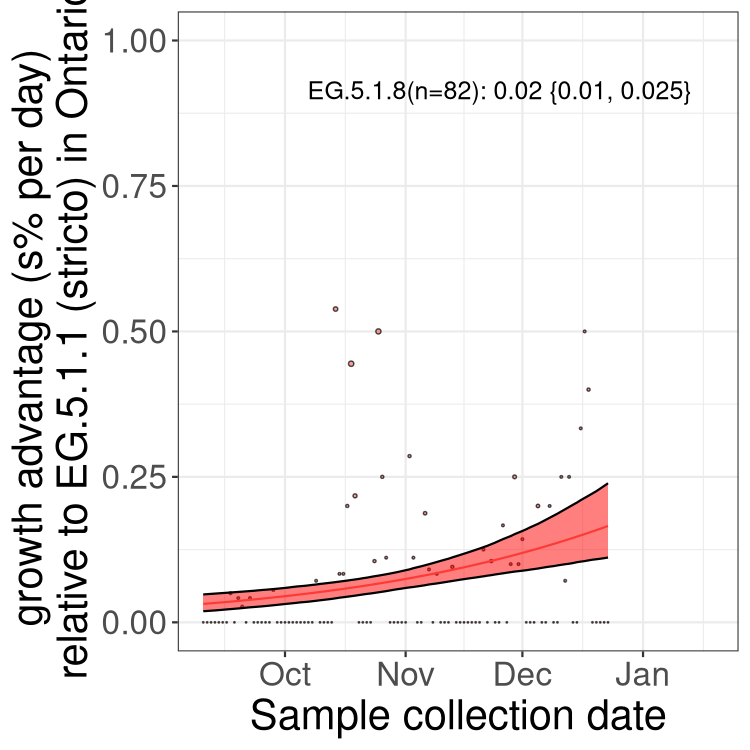 growth advantage (s% per day)
relative to EG.5.1.1 (stricto) in Ontario
1.00
0.75
0.50
0.25
0.00
EG.5.1.8(n=82): 0.02 {0.01, 0.025}
Oct Nov Dec Jan
Sample collection date